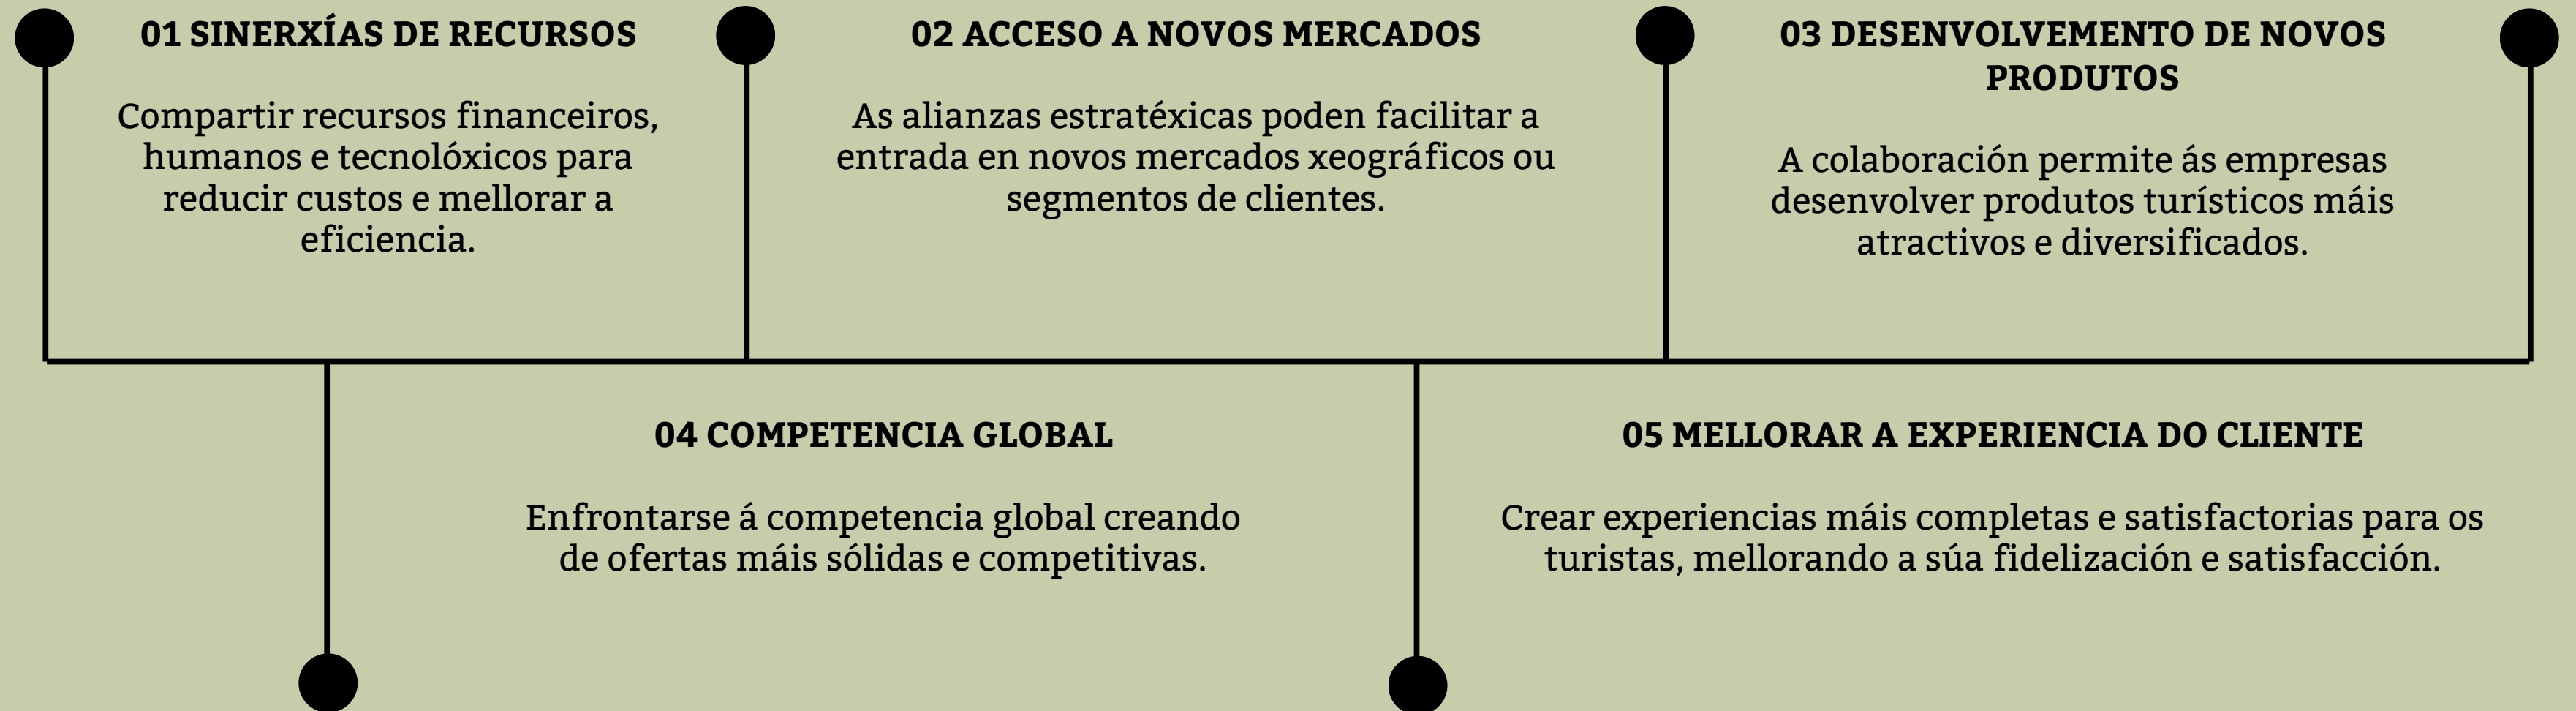 01 SINERXÍAS DE RECURSOS
Compartir recursos financeiros,
humanos e tecnolóxicos para
reducir custos e mellorar a
eficiencia.
02 ACCESO A NOVOS MERCADOS
As alianzas estratéxicas poden facilitar a
entrada en novos mercados xeográficos ou
segmentos de clientes.
03 DESENVOLVEMENTO DE NOVOS
PRODUTOS
A colaboración permite ás empresas
desenvolver produtos turísticos máis
atractivos e diversificados.
04 COMPETENCIA GLOBAL
Enfrontarse á competencia global creando
de ofertas máis sólidas e competitivas.
05 MELLORAR A EXPERIENCIA DO CLIENTE
Crear experiencias máis completas e satisfactorias para os
turistas, mellorando a súa fidelización e satisfacción.